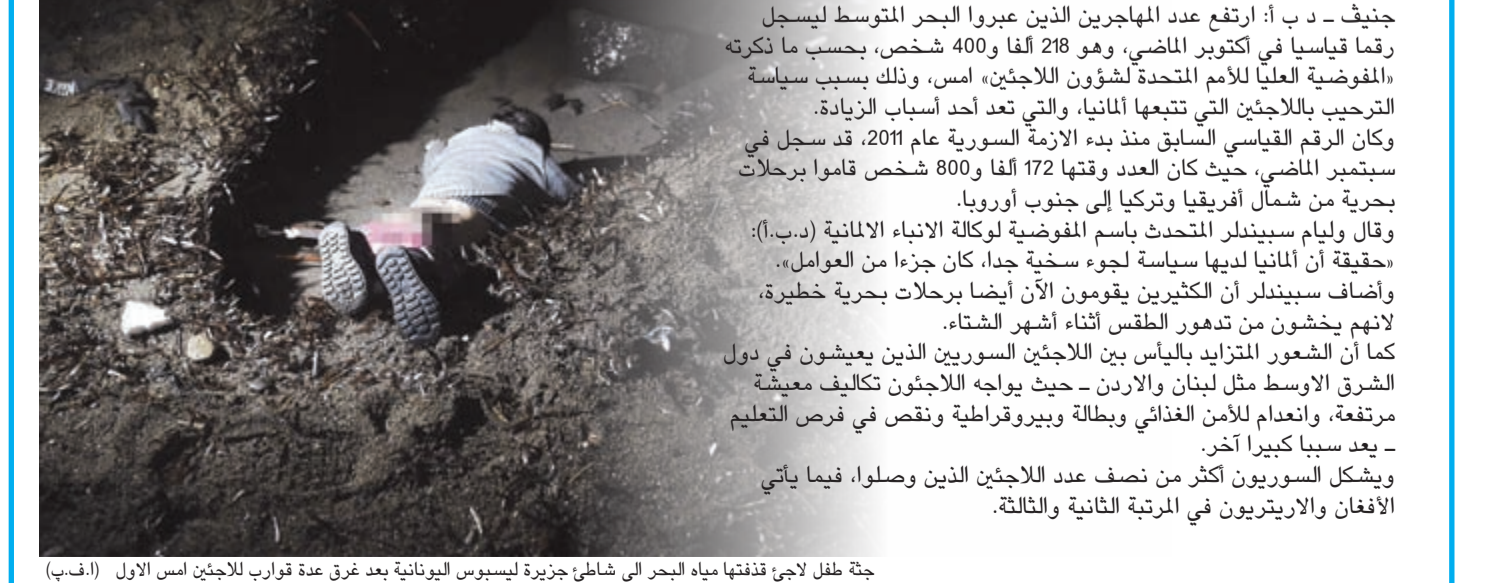 جنيف – د ب أ: ارتفع عدد المهاجرين الذين عبروا البحر المتوسط ليسجل
رقما قياسيا في أكتوبر الماضي، وهو 218 ألفا و400 شخص، بحسب ما ذكرته
«المفوضية العليا للأمم المتحدة لشؤون اللاجئين» امس، وذلك بسبب سياسة
الترحيب باللاجئين التي تتبعها ألمانيا، والتي تعد أحد أسباب الزيادة.
وكان الرقم القياسي السابق منذ بدء الازمة السورية عام 2011، قد سجل في
سبتمبر الماضي، حيث كان العدد وقتها 172 ألفا و800 شخص قاموا برحلات
بحرية من شمال أفريقيا وتركيا إلى جنوب أوروبا.
وقال وليام سبيندلر المتحدث باسم المفوضية لوكالة الانباء الالمانية (د.ب.أ):
«حقيقة أن ألمانيا لديها سياسة لجوء سخية جدا، كان جزءا من العوامل».
وأضاف سبيندلر أن الكثيرين يقومون الآن أيضا برحلات بحرية خطيرة،
لانهم يخشون من تدهور الطقس أثناء أشهر الشتاء.
كما أن الشعور المتزايد باليأس بين اللاجئين السوريين الذين يعيشون في دول
الشرق الاوسط مثل لبنان والاردن – حيث يواجه اللاجئون تكاليف معيشة
مرتفعة، وانعدام للأمن الغذائي وبطالة وبيروقراطية ونقص في فرص التعليم
– يعد سببا كبيرا آخر.
ويشكل السوريون أكثر من نصف عدد اللاجئين الذين وصلوا، فيما يأتي
الأفغان والاريتريون في المرتبة الثانية والثالثة.
جثة طفل لاجئ قذفتها مياه البحر الى شاطئ جزيرة ليسبوس اليونانية بعد غرق عدة قوارب للاجئين امس الاول (ا.ف.پ)